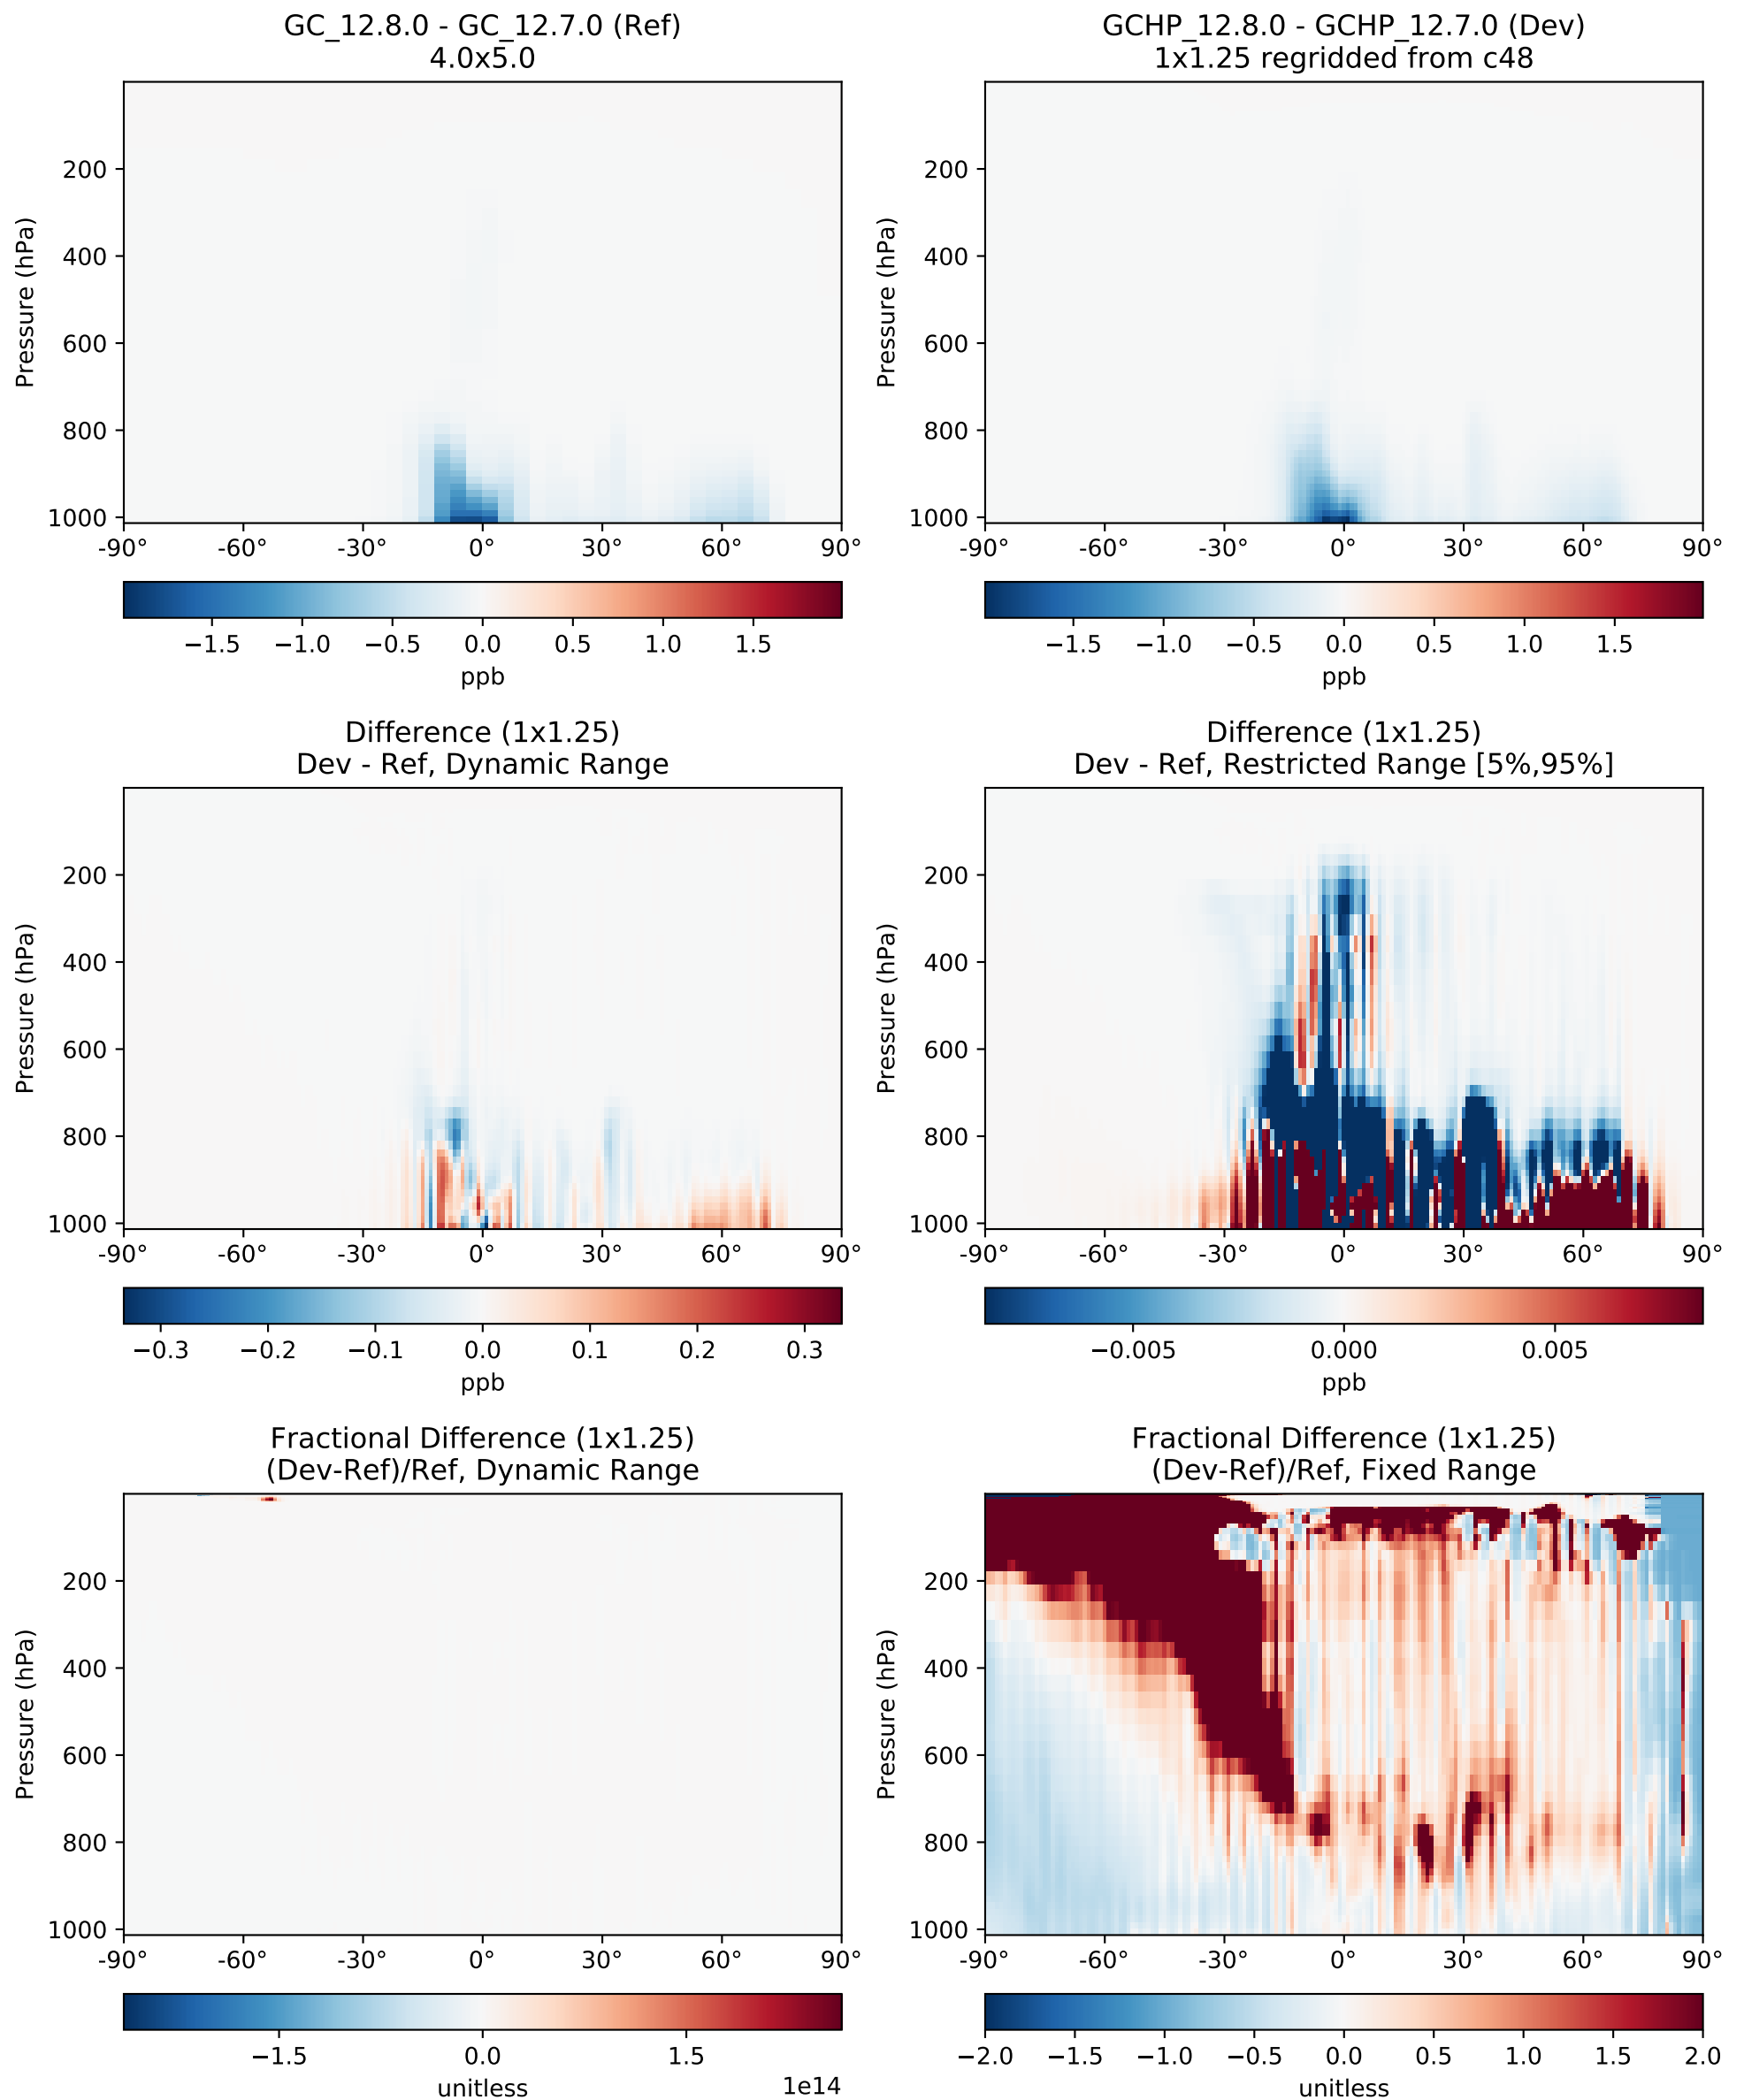 GC_12.8.0 - GC_12.7.0 (Ref)
4.0x5.0
Pressure (hPa)
200
400
600
800
1000
-90° -60° -30° 0° 30° 60° 90°
−1.5 −1.0 −0.5 0.0 0.5 1.0 1.5
ppb
GCHP_12.8.0 - GCHP_12.7.0 (Dev)
1x1.25 regridded from c48
Pressure (hPa)
200
400
600
800
1000
-90° -60° -30° 0° 30° 60° 90°
−1.5 −1.0 −0.5 0.0 0.5 1.0 1.5
ppb
Difference (1x1.25)
Dev - Ref, Dynamic Range
Pressure (hPa)
200
400
600
800
1000
-90° -60° -30° 0° 30° 60° 90°
−0.3 −0.2 −0.1 0.0 0.1 0.2 0.3
ppb
Difference (1x1.25)
Dev - Ref, Restricted Range [5%,95%]
Pressure (hPa)
200
400
600
800
1000
-90° -60° -30° 0° 30° 60° 90°
−0.005 0.000 0.005
ppb
Fractional Difference (1x1.25)
(Dev-Ref)/Ref, Dynamic Range
Pressure (hPa)
200
400
600
800
1000
-90° -60° -30° 0° 30° 60° 90°
−1.5 0.0 1.5
unitless 1e14
Fractional Difference (1x1.25)
(Dev-Ref)/Ref, Fixed Range
Pressure (hPa)
200
400
600
800
1000
-90° -60° -30° 0° 30° 60° 90°
−2.0 −1.5 −1.0 −0.5 0.0 0.5 1.0 1.5 2.0
unitless